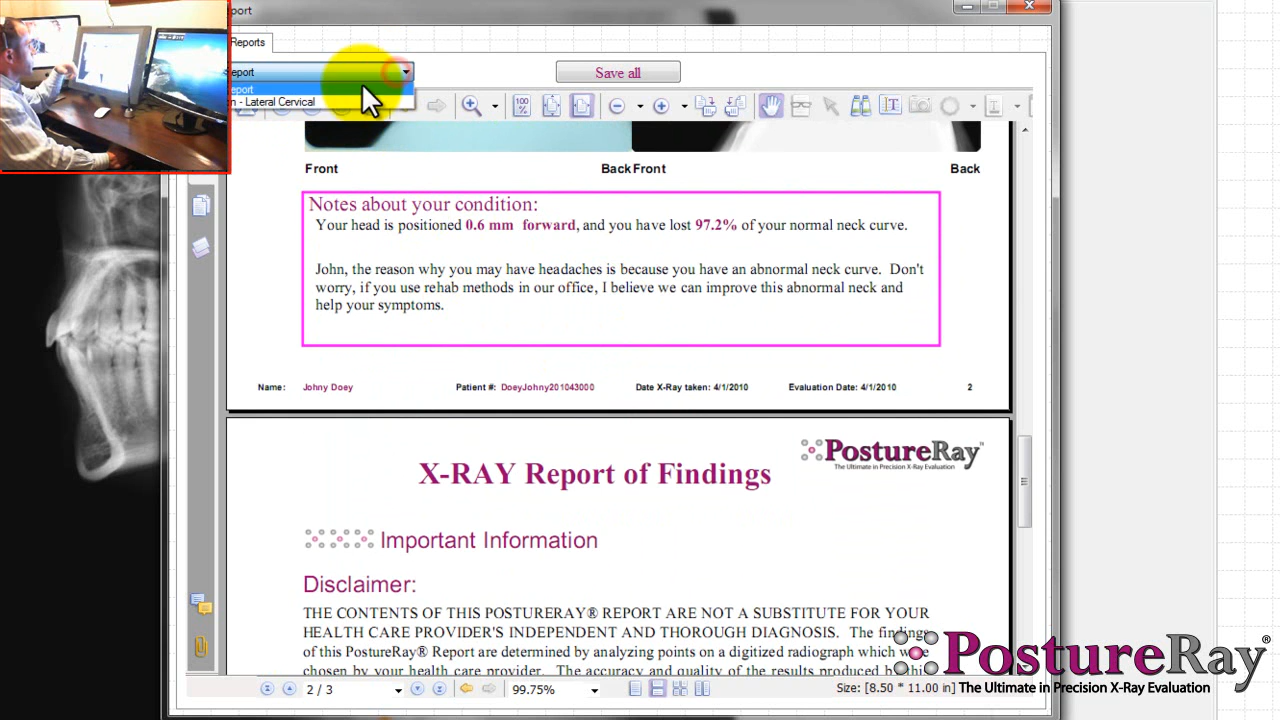 port
Reports
eport
Save all
eport
n - Lateral Cervical
100
%
T
Front
Back Front
Back
Notes about your condition:
Your head is positioned 0.6 mm forward, and you have lost 97.2% of your normal neck curve.
John, the reason why you may have headaches is because you have an abnormal neck curve. Don't
worry, if you use rehab methods in our office, I believe we can improve this abnormal neck and
help your symptoms.
Name: Johny Doey Patient #: DoeyJohny201043000 Date X-Ray taken: 4/1/2010 Evaluation Date: 4/1/2010 2
PostureRay™
The Ultimate in Precision X-Ray Evaluation
X-RAY Report of Findings
Important Information
Disclaimer:
THE CONTENTS OF THIS POSTURERAY® REPORT ARE NOT A SUBSTITUTE FOR YOUR
HEALTH CARE PROVIDER'S INDEPENDENT AND THOROUGH DIAGNOSIS. The findings
of this PostureRay® Report are determined by analyzing points on a digitized radiograph which were
chosen by your health care provider. The accuracy and quality of the results produced by this
PostureRay®
The Ultimate in Precision X-Ray Evaluation
2 / 3
99.75%
Size: [8.50 * 11.00 in]